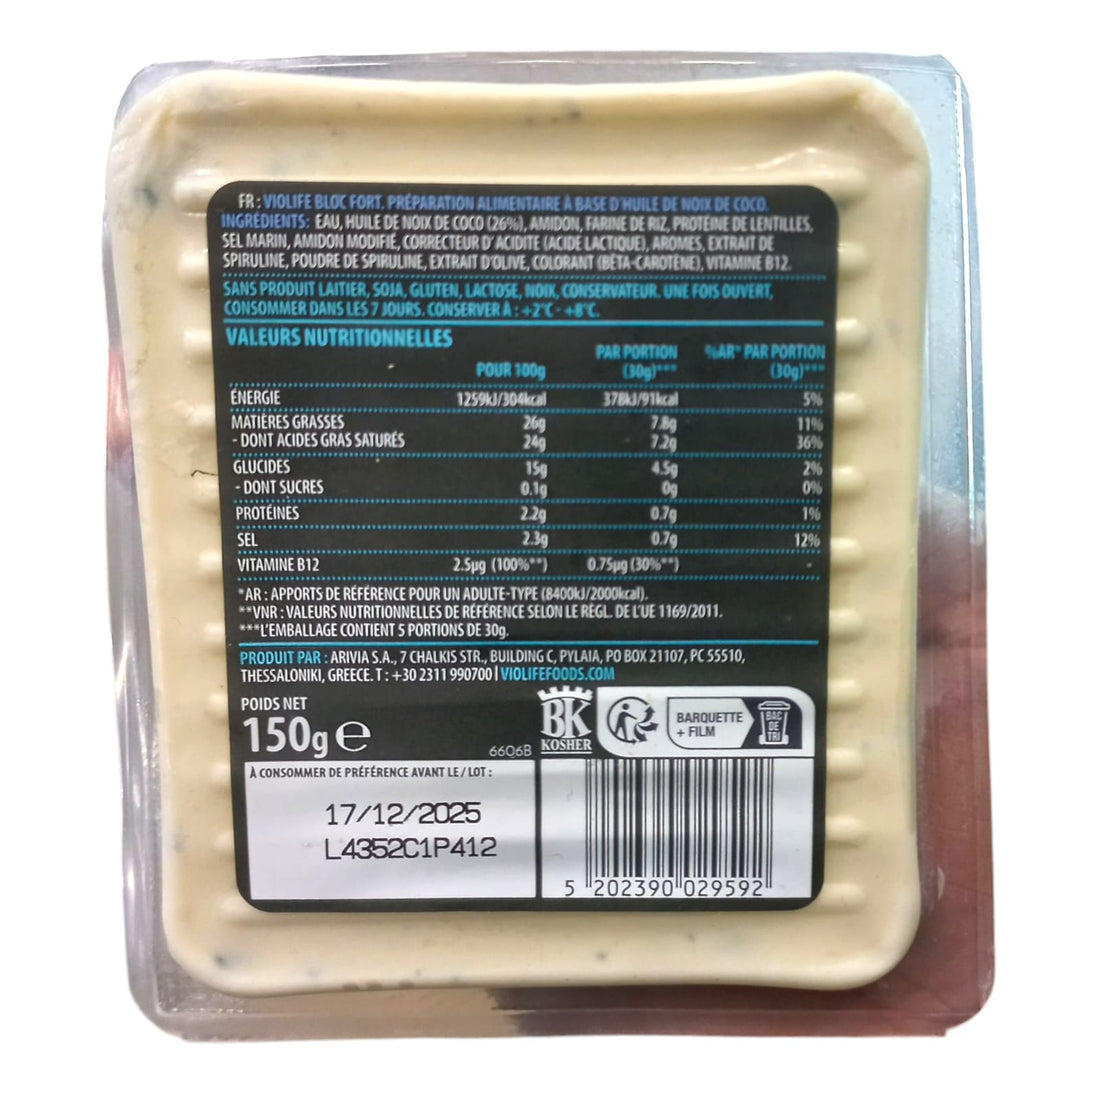 FR : VIOLIFE BLOC FORT. PRÉPARATION ALIMENTAIRE À BASE D'HUILE DE NOIX DE COCO.
INGRÉDIENTS: EAU, HUILE DE NOIX DE COCO (26%), AMIDON, FARINE DE RIZ, PROTÉINE DE LENTILLES,
SEL MARIN, AMIDON MODIFIÉ, CORRECTEUR D'ACIDITE (ACIDE LACTIQUE), AROMES, EXTRAIT DE
SPIRULINE, POUDRE DE SPIRULINE, EXTRAIT D'OLIVE, COLORANT (BÊTA-CAROTÈNE), VITAMINE B12.
SANS PRODUIT LAITIER, SOJA, GLUTEN, LACTOSE, NOIX, CONSERVATEUR. UNE FOIS OUVERT,
CONSOMMER DANS LES 7 JOURS. CONSERVER À : +2°C - +8°C.
VALEURS NUTRITIONNELLES
POUR 100g PAR PORTION (30g)*** %AR* PAR PORTION (30g)***
ÉNERGIE 1259kJ/304kcal 378kJ/91kcal 5%
MATIÈRES GRASSES 26g 7.8g 11%
- DONT ACIDES GRAS SATURÉS 24g 7.2g 36%
GLUCIDES 15g 4.5g 2%
- DONT SUCRES 0.1g 0g 0%
PROTÉINES 2.2g 0.7g 1%
SEL 2.3g 0.7g 12%
VITAMINE B12 2.5µg (100%**) 0.75µg (30%**) -
*AR : APPORTS DE RÉFÉRENCE POUR UN ADULTE-TYPE (8400kJ/2000kcal).
**VNR : VALEURS NUTRITIONNELLES DE RÉFÉRENCE SELON LE RÈGL. DE L'UE 1169/2011.
***L'EMBALLAGE CONTIENT 5 PORTIONS DE 30g.
PRODUIT PAR : ARIVIA S.A., 7 CHALKIS STR., BUILDING C, PYLAIA, PO BOX 21107, PC 55510,
THESSALONIKI, GREECE. T : +30 2311 990700 | VIOLIFEFOODS.COM
POIDS NET
150g e
6606B
BK
KOSHER
BARQUETTE
+ FILM
BAC
DE
TRI
À CONSOMMER DE PRÉFÉRENCE AVANT LE / LOT :
17/12/2025
L4352C1P412
5 202390 029592